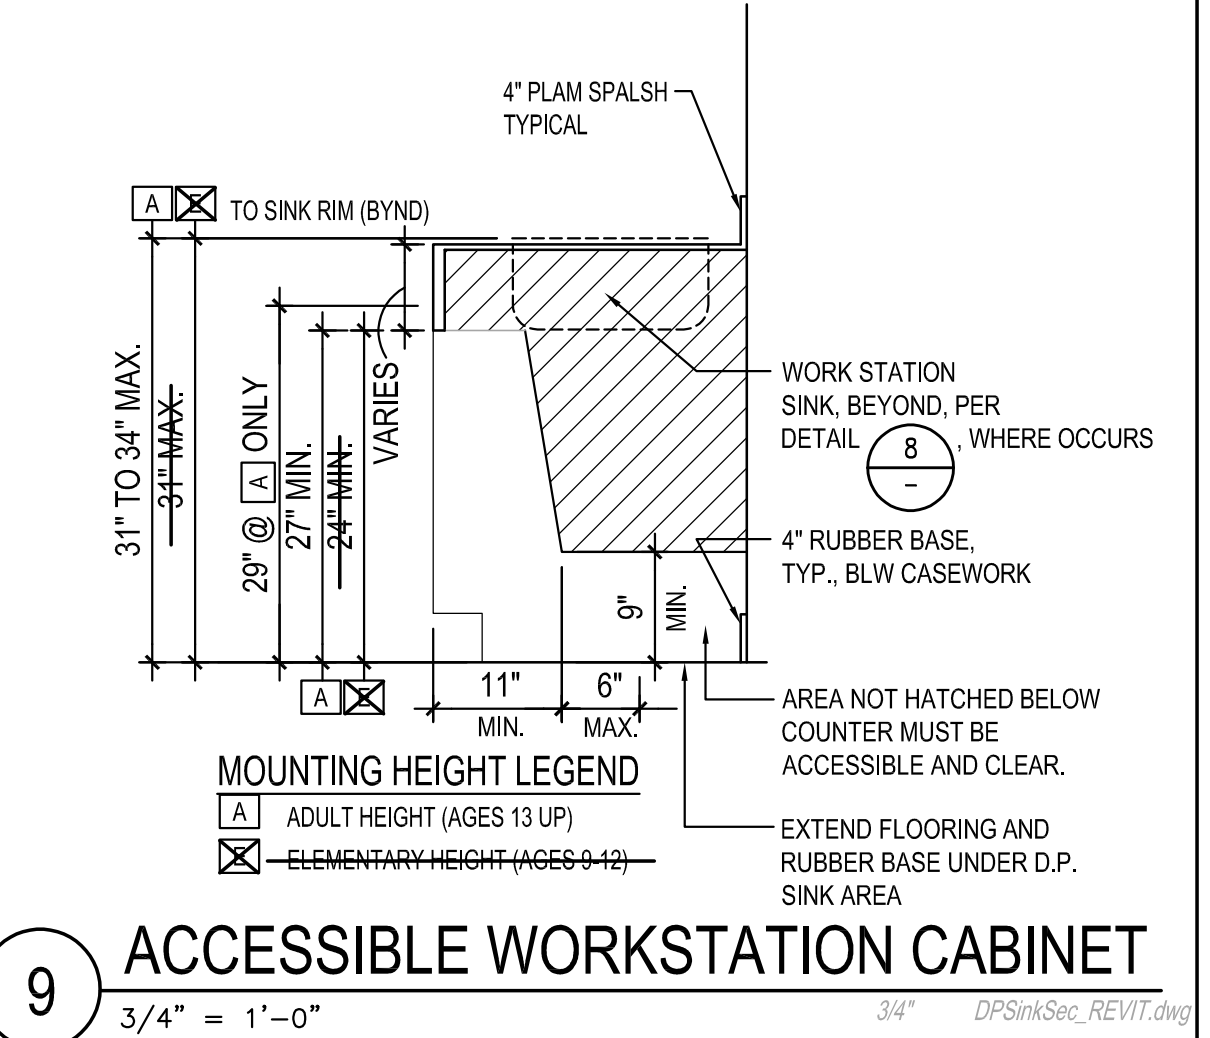 4" PLAM SPALSH
TYPICAL
A E TO SINK RIM (BYND)
31" TO 34" MAX.
31" MAX.
29" @ A ONLY
27" MIN.
24" MIN.
VARIES
WORK STATION
SINK, BEYOND, PER
DETAIL 8 , WHERE OCCURS
–
4" RUBBER BASE,
TYP., BLW CASEWORK
9"
MIN.
A E
11"
MIN.
6"
MAX.
AREA NOT HATCHED BELOW
COUNTER MUST BE
ACCESSIBLE AND CLEAR.
EXTEND FLOORING AND
RUBBER BASE UNDER D.P.
SINK AREA
MOUNTING HEIGHT LEGEND
A ADULT HEIGHT (AGES 13 UP)
E ELEMENTARY HEIGHT (AGES 9-12)
9 ACCESSIBLE WORKSTATION CABINET
3/4" = 1'-0"
3/4" DPSinkSec_REVIT.dwg